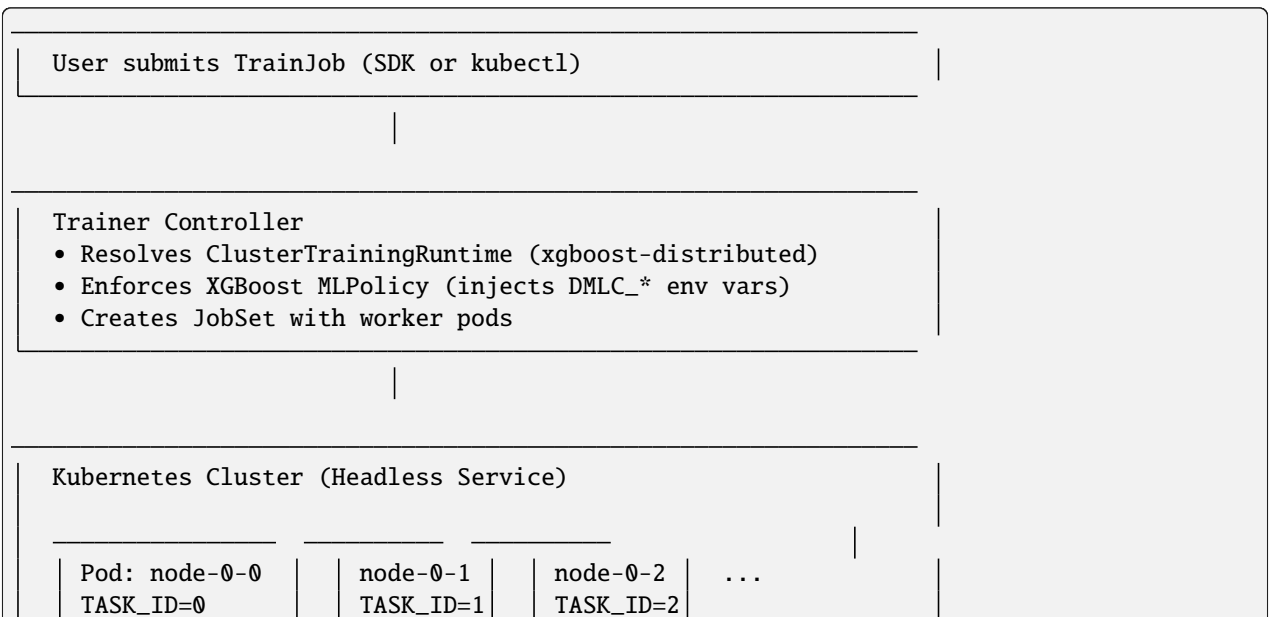 User submits TrainJob (SDK or kubectl)
Trainer Controller
• Resolves ClusterTrainingRuntime (xgboost-distributed)
• Enforces XGBoost MLPolicy (injects DMLC_* env vars)
• Creates JobSet with worker pods
Kubernetes Cluster (Headless Service)
Pod: node-0-0 node-0-1 node-0-2 ...
TASK_ID=0 TASK_ID=1 TASK_ID=2